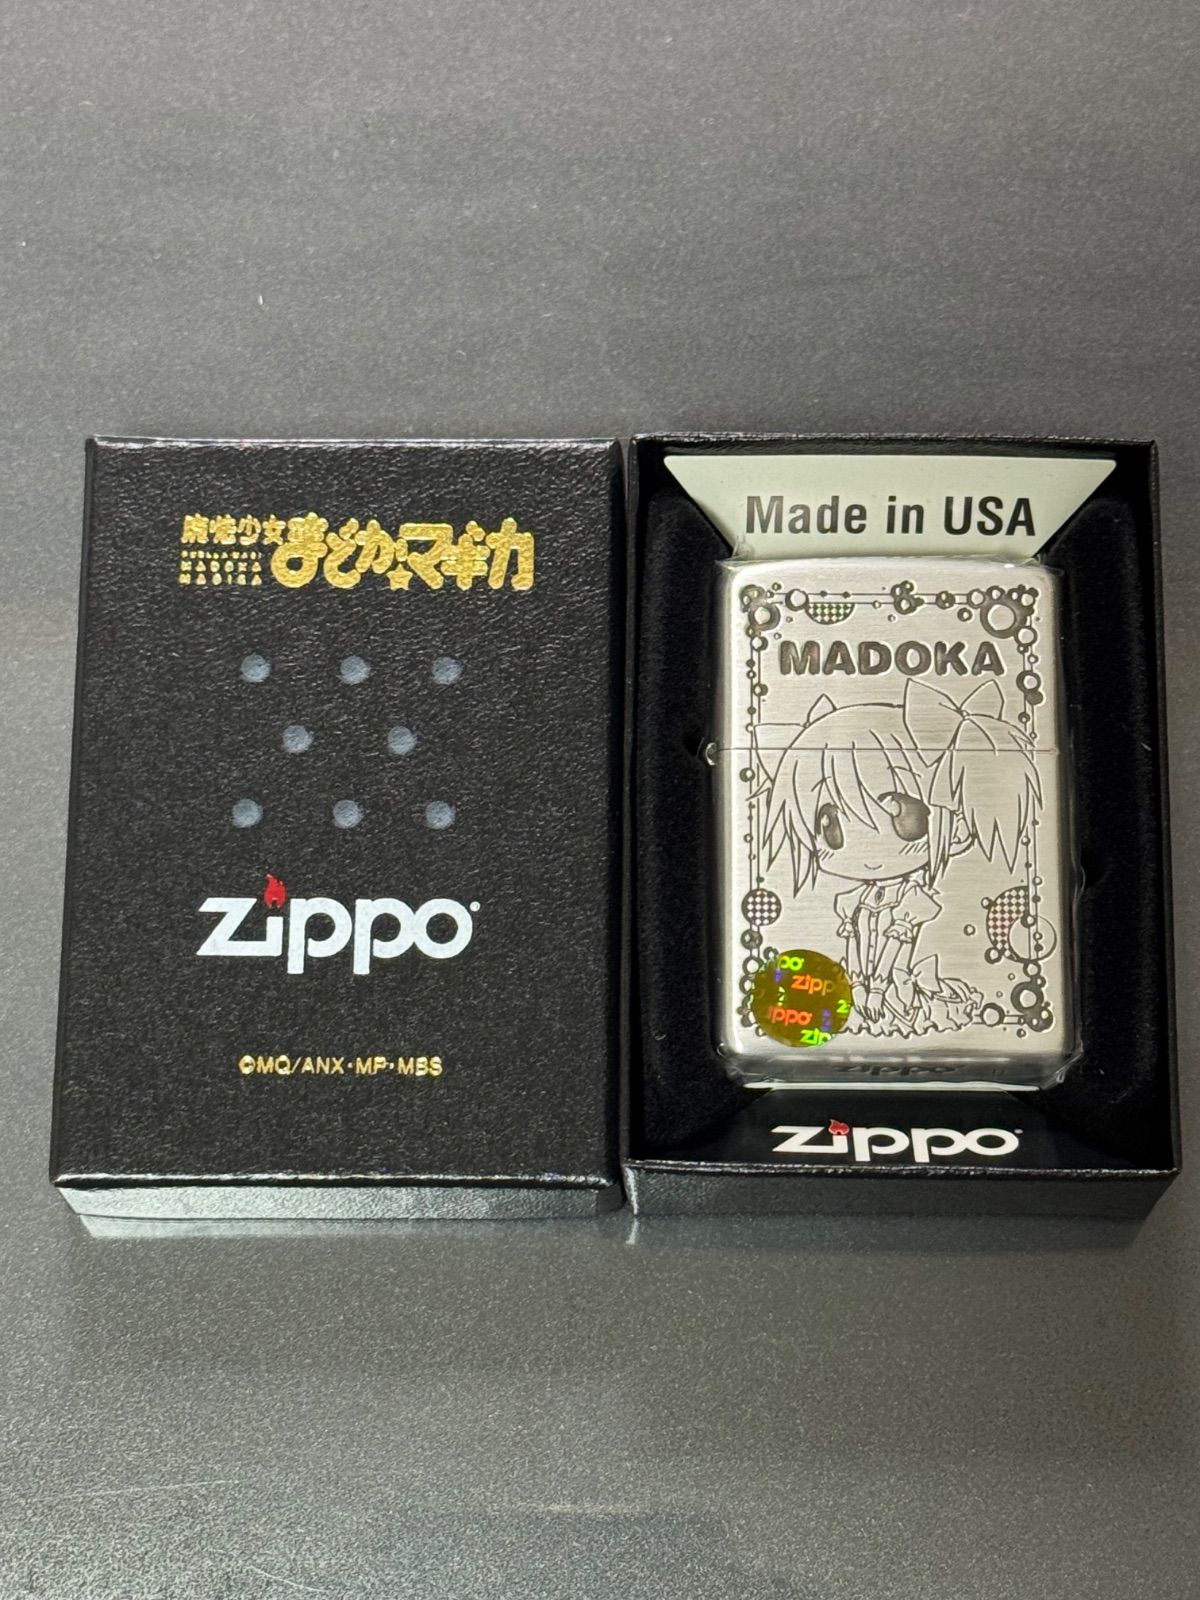 魔法少女
まどか☆マギカ
PUELLA MAGI
MADOKA
MAGICA
zippo
©MQ/ANX・MP・MBS
Made in USA
MADOKA
zippo
zippo
zippo